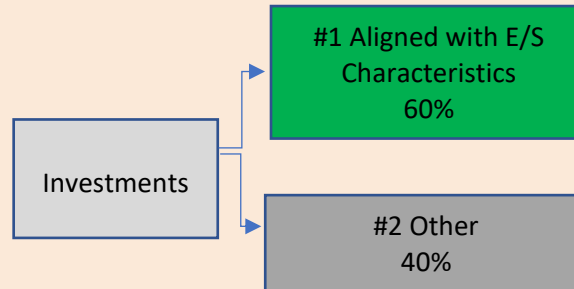 #1 Aligned with E/S
Characteristics
60%
Investments
#2 Other
40%